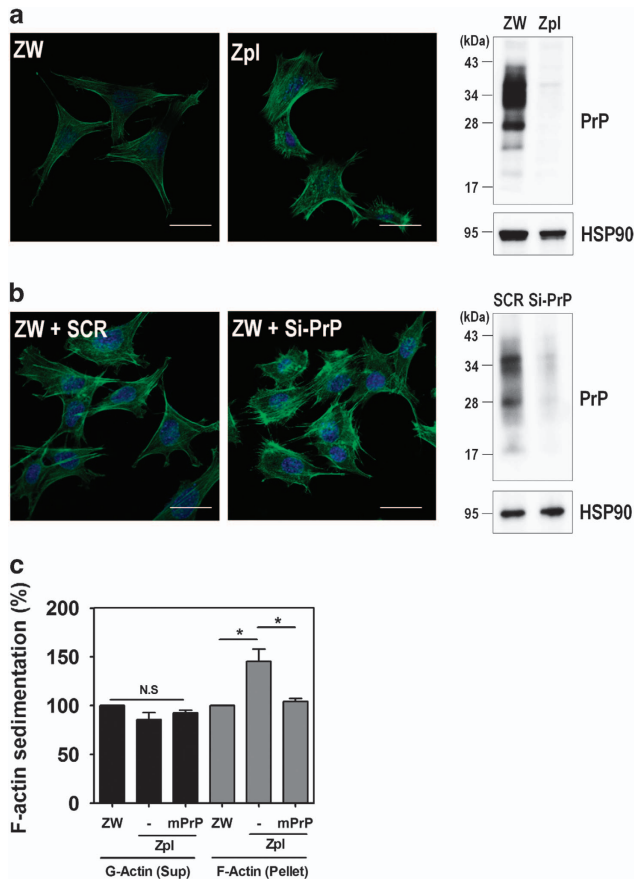 a
ZW
Zpl
(kDa)
ZW Zpl
43
34
28
17
PrP
95
HSP90
b
ZW + SCR
ZW + Si-PrP
(kDa)
SCR Si-PrP
43
34
28
17
PrP
95
HSP90
c
F-actin sedimentation (%)
200
150
100
50
0
N.S
*
*
ZW - mPrP ZW - mPrP
Zpl Zpl
G-Actin (Sup) F-Actin (Pellet)